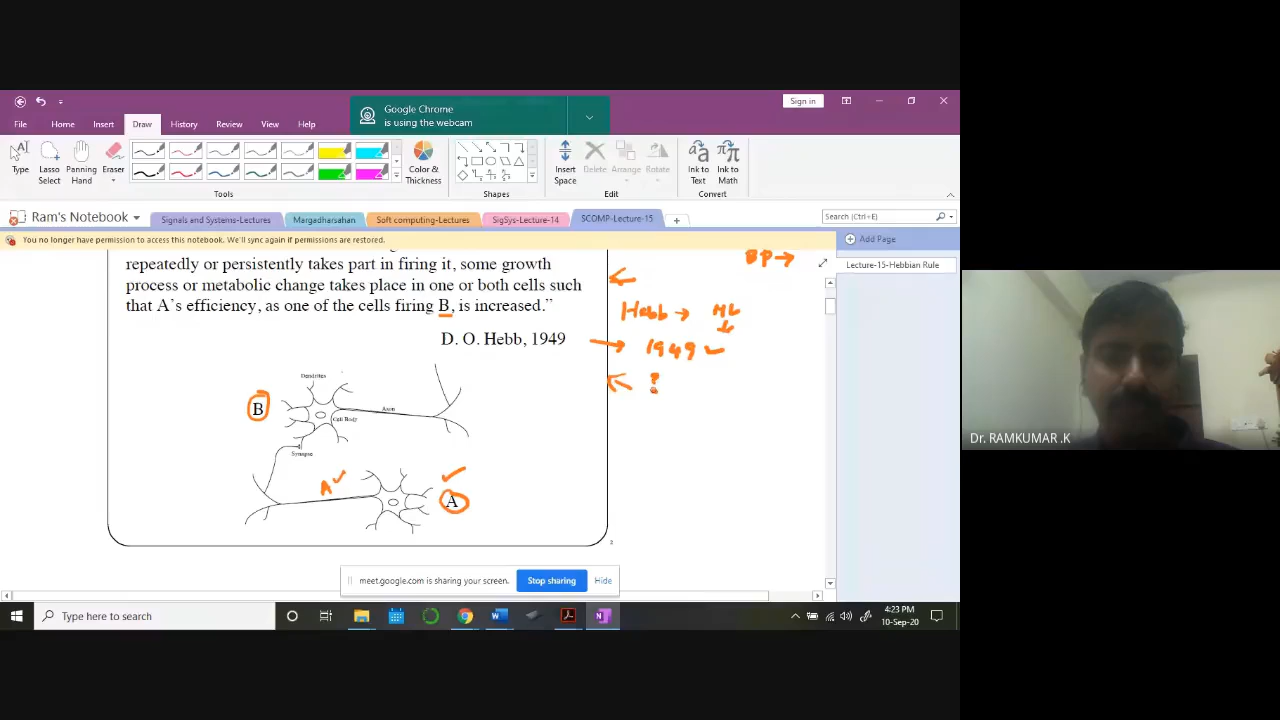 Google Chrome
is using the webcam
Sign in
File Home Insert Draw History Review View Help
Type Lasso Select Panning Hand Eraser Color & Thickness Insert Space Delete Arrange Rotate Ink to Text Ink to Math
Tools Shapes Edit Convert
Ram's Notebook Signals and Systems-Lectures Margadharsahan Soft computing-Lectures SigSys-Lecture-14 SCOMP-Lecture-15 Search (Ctrl+E)
You no longer have permission to access this notebook. We'll sync again if permissions are restored.
Add Page
Lecture-15-Hebbian Rule
BP →
repeatedly or persistently takes part in firing it, some growth
process or metabolic change takes place in one or both cells such
that A's efficiency, as one of the cells firing B, is increased.”
Hebb →
D. O. Hebb, 1949
→ 1949 ✓
?
Dendrites
B
Axon
Cell Body
Synapse
A ✓
A
2
Dr. RAMKUMAR .K
meet.google.com is sharing your screen. Stop sharing Hide
Type here to search
4:23 PM
10-Sep-20